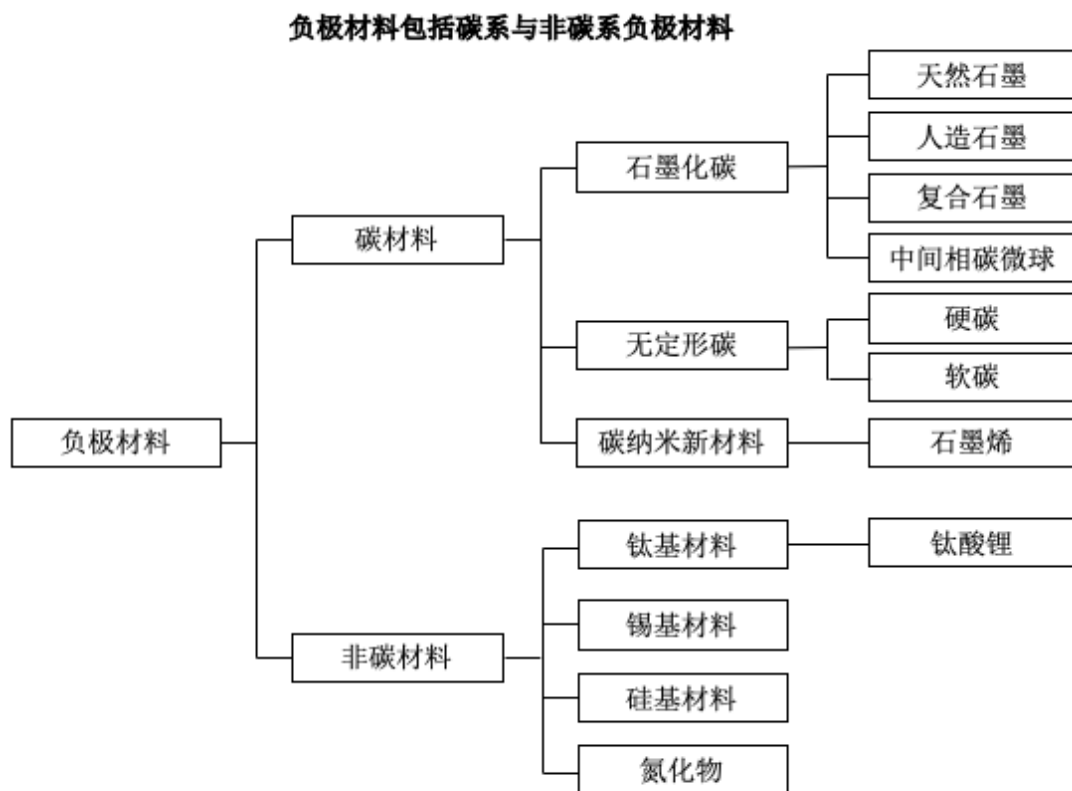 负极材料包括碳系与非碳系负极材料
天然石墨
人造石墨
石墨化碳
复合石墨
碳材料
中间相碳微球
硬碳
无定形碳
软碳
负极材料
碳纳米新材料
石墨烯
钛基材料
钛酸锂
锡基材料
非碳材料
硅基材料
氮化物